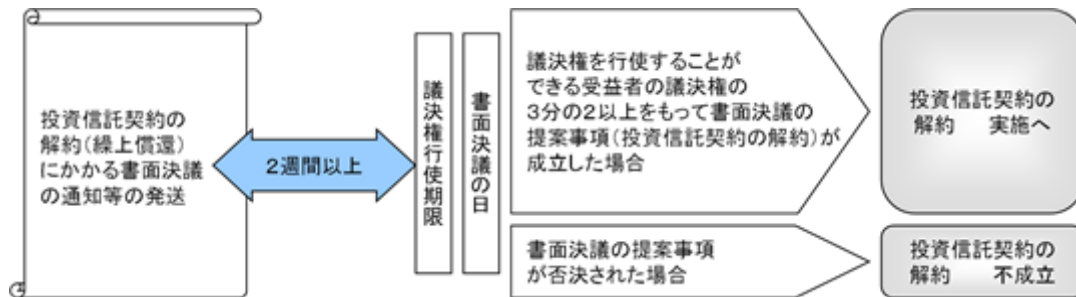 投資信託契約の
解約(繰上償還)
にかかる書面決議
の通知等の発送
2週間以上
議決権行使期限
書面決議の日
議決権を行使することが
できる受益者の議決権の
3分の2以上をもって書面決議の
提案事項(投資信託契約の解約)が
成立した場合
投資信託契約の
解約　実施へ
書面決議の提案事項
が否決された場合
投資信託契約の
解約　不成立